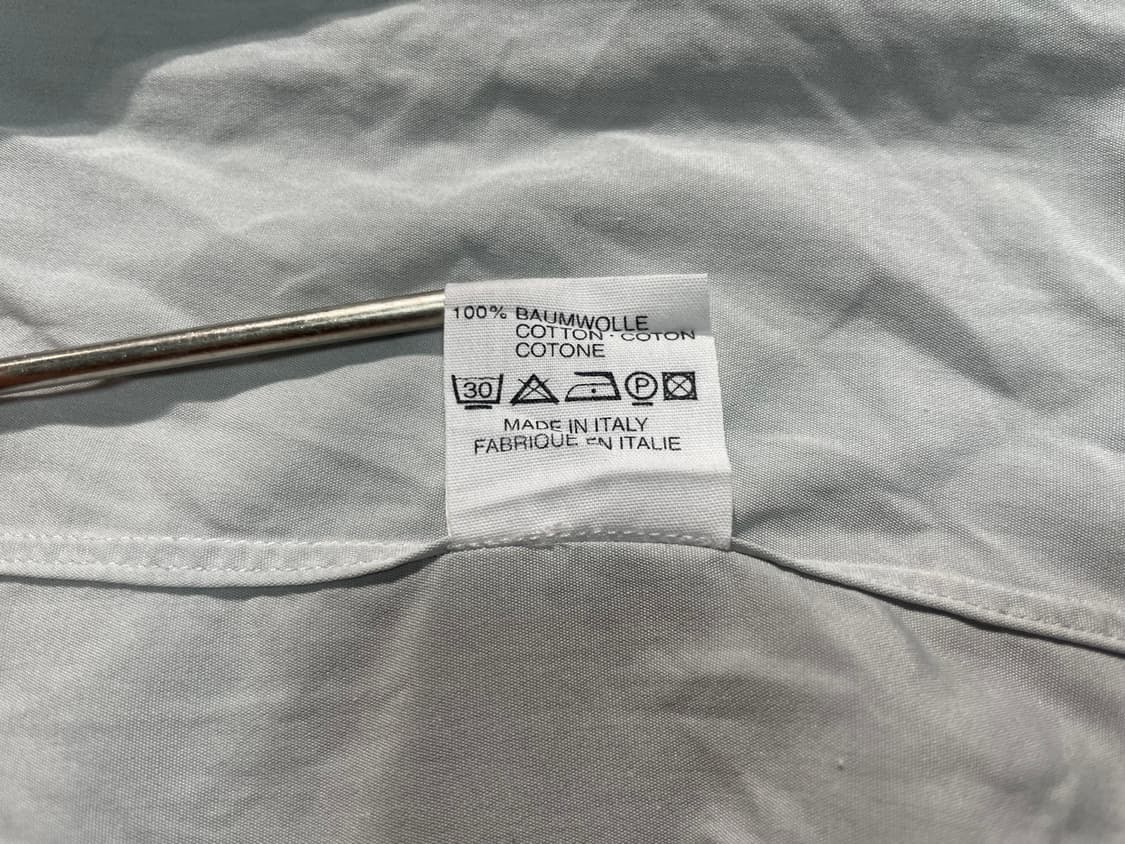 100% BAUMWOLLE
COTTON · COTON
COTONE
30 P
MADE IN ITALY
FABRIQUE EN ITALIE